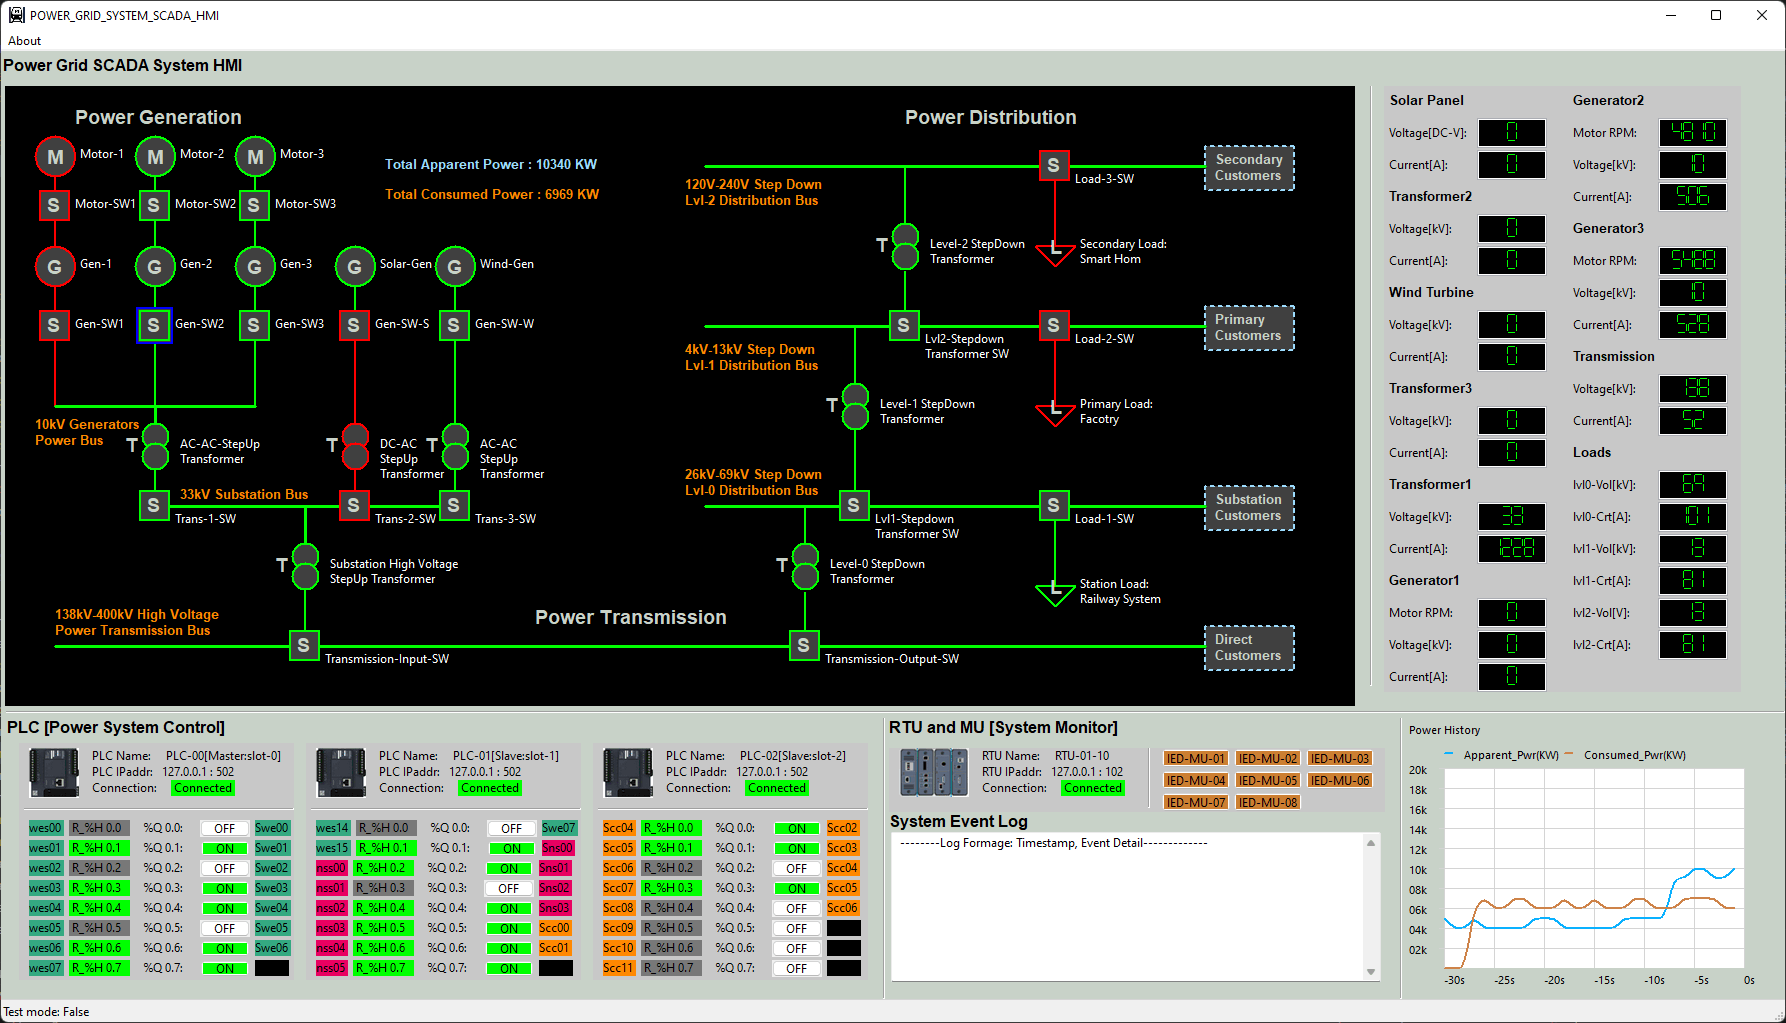 POWER_GRID_SYSTEM_SCADA_HMI
About
Power Grid SCADA System HMI
Power Generation
M Motor-1 M Motor-2 M Motor-3
S Motor-SW1 S Motor-SW2 S Motor-SW3
Total Apparent Power : 10340 KW
Total Consumed Power : 6969 KW
G Gen-1 G Gen-2 G Gen-3 G Solar-Gen G Wind-Gen
S Gen-SW1 S Gen-SW2 S Gen-SW3 S Gen-SW-S S Gen-SW-W
10kV Generators
Power Bus
T AC-AC-StepUp
Transformer
T DC-AC
StepUp
Transformer
T AC-AC
StepUp
Transformer
33kV Substation Bus
S Trans-1-SW S Trans-2-SW S Trans-3-SW
T Substation High Voltage
StepUp Transformer
138kV-400kV High Voltage
Power Transmission Bus
Power Transmission
S Transmission-Input-SW S Transmission-Output-SW
Direct
Customers
Power Distribution
S Load-3-SW
Secondary
Customers
120V-240V Step Down
Lvl-2 Distribution Bus
T Level-2 StepDown
Transformer
L Secondary Load:
Smart Hom
S Lvl2-Stepdown
Transformer SW
S Load-2-SW
Primary
Customers
4kV-13kV Step Down
Lvl-1 Distribution Bus
T Level-1 StepDown
Transformer
L Primary Load:
Facotry
26kV-69kV Step Down
Lvl-0 Distribution Bus
S Lvl1-Stepdown
Transformer SW
S Load-1-SW
Substation
Customers
T Level-0 StepDown
Transformer
L Station Load:
Railway System
Solar Panel
Voltage[DC-V]: 0
Current[A]: 0
Transformer2
Voltage[kV]: 0
Current[A]: 0
Wind Turbine
Voltage[kV]: 0
Current[A]: 0
Transformer3
Voltage[kV]: 0
Current[A]: 0
Transformer1
Voltage[kV]: 33
Current[A]: 1228
Generator1
Motor RPM: 0
Voltage[kV]: 0
Current[A]: 0
Generator2
Motor RPM: 4810
Voltage[kV]: 10
Current[A]: 506
Generator3
Motor RPM: 5488
Voltage[kV]: 10
Current[A]: 528
Transmission
Voltage[kV]: 138
Current[A]: 52
Loads
lvl0-Vol[kV]: 69
lvl0-Crt[A]: 101
lvl1-Vol[kV]: 13
lvl1-Crt[A]: 81
lvl2-Vol[V]: 13
lvl2-Crt[A]: 81
PLC [Power System Control]
PLC Name: PLC-00[Master:slot-0]
PLC IPaddr: 127.0.0.1 : 502
Connection: Connected
wes00 R_%H 0.0 %Q 0.0: OFF Swe00
wes01 R_%H 0.1 %Q 0.1: ON Swe01
wes02 R_%H 0.2 %Q 0.2: OFF Swe02
wes03 R_%H 0.3 %Q 0.3: ON Swe03
wes04 R_%H 0.4 %Q 0.4: ON Swe04
wes05 R_%H 0.5 %Q 0.5: OFF Swe05
wes06 R_%H 0.6 %Q 0.6: ON Swe06
wes07 R_%H 0.7 %Q 0.7: ON
PLC Name: PLC-01[Slave:slot-1]
PLC IPaddr: 127.0.0.1 : 502
Connection: Connected
wes14 R_%H 0.0 %Q 0.0: OFF Swe07
wes15 R_%H 0.1 %Q 0.1: ON Sns00
nss00 R_%H 0.2 %Q 0.2: ON Sns01
nss01 R_%H 0.3 %Q 0.3: OFF Sns02
nss02 R_%H 0.4 %Q 0.4: ON Sns03
nss03 R_%H 0.5 %Q 0.5: ON Scc00
nss04 R_%H 0.6 %Q 0.6: ON Scc01
nss05 R_%H 0.7 %Q 0.7: ON
PLC Name: PLC-02[Slave:slot-2]
PLC IPaddr: 127.0.0.1 : 502
Connection: Connected
Scc04 R_%H 0.0 %Q 0.0: ON Scc02
Scc05 R_%H 0.1 %Q 0.1: ON Scc03
Scc06 R_%H 0.2 %Q 0.2: OFF Scc04
Scc07 R_%H 0.3 %Q 0.3: ON Scc05
Scc08 R_%H 0.4 %Q 0.4: OFF Scc06
Scc09 R_%H 0.5 %Q 0.5: OFF
Scc10 R_%H 0.6 %Q 0.6: OFF
Scc11 R_%H 0.7 %Q 0.7: OFF
RTU and MU [System Monitor]
RTU Name: RTU-01-10
RTU IPaddr: 127.0.0.1 : 102
Connection: Connected
IED-MU-01 IED-MU-02 IED-MU-03
IED-MU-04 IED-MU-05 IED-MU-06
IED-MU-07 IED-MU-08
System Event Log
--------Log Formage: Timestamp, Event Detail-------------
Power History
Apparent_Pwr(KW) Consumed_Pwr(KW)
20k
18k
16k
14k
12k
10k
08k
06k
04k
02k
-30s -25s -20s -15s -10s -5s 0s
Test mode: False